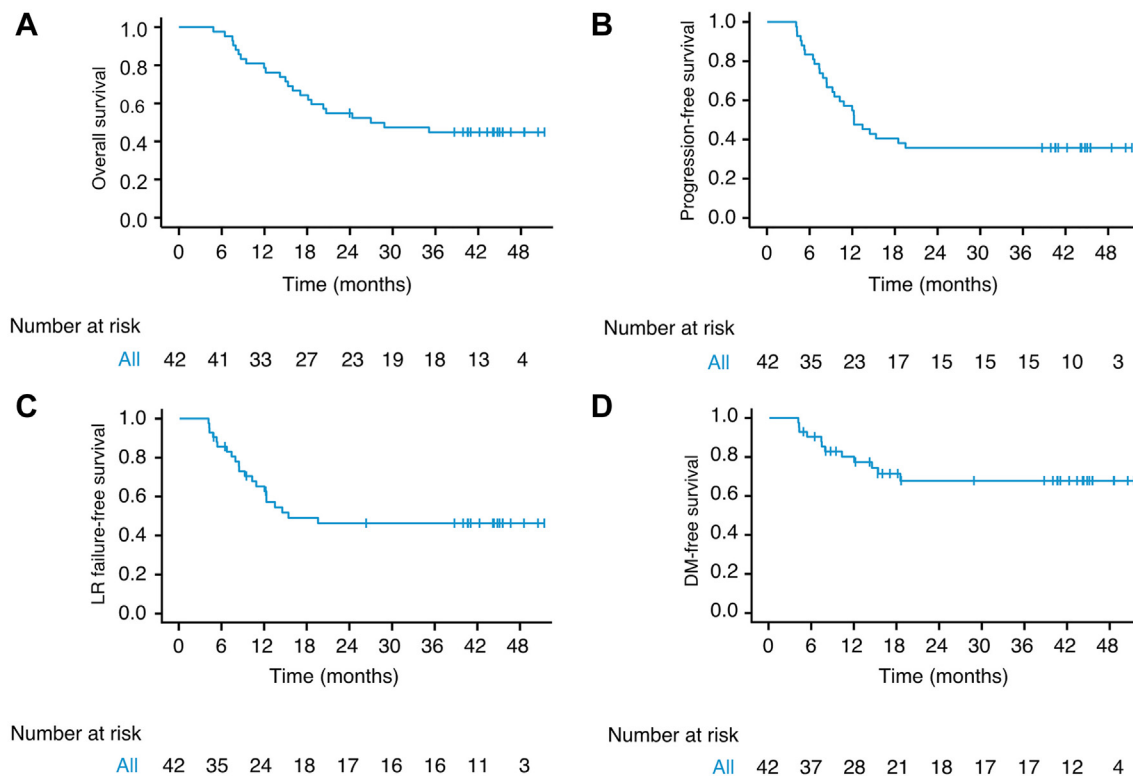 A
Overall survival
1.0
0.8
0.6
0.4
0.2
0.0
0 6 12 18 24 30 36 42 48
Time (months)
Number at risk
All 42 41 33 27 23 19 18 13 4
B
Progression-free survival
1.0
0.8
0.6
0.4
0.2
0.0
0 6 12 18 24 30 36 42 48
Time (months)
Number at risk
All 42 35 23 17 15 15 15 10 3
C
LR failure-free survival
1.0
0.8
0.6
0.4
0.2
0.0
0 6 12 18 24 30 36 42 48
Time (months)
Number at risk
All 42 35 24 18 17 16 16 11 3
D
DM-free survival
1.0
0.8
0.6
0.4
0.2
0.0
0 6 12 18 24 30 36 42 48
Time (months)
Number at risk
All 42 37 28 21 18 17 17 12 4